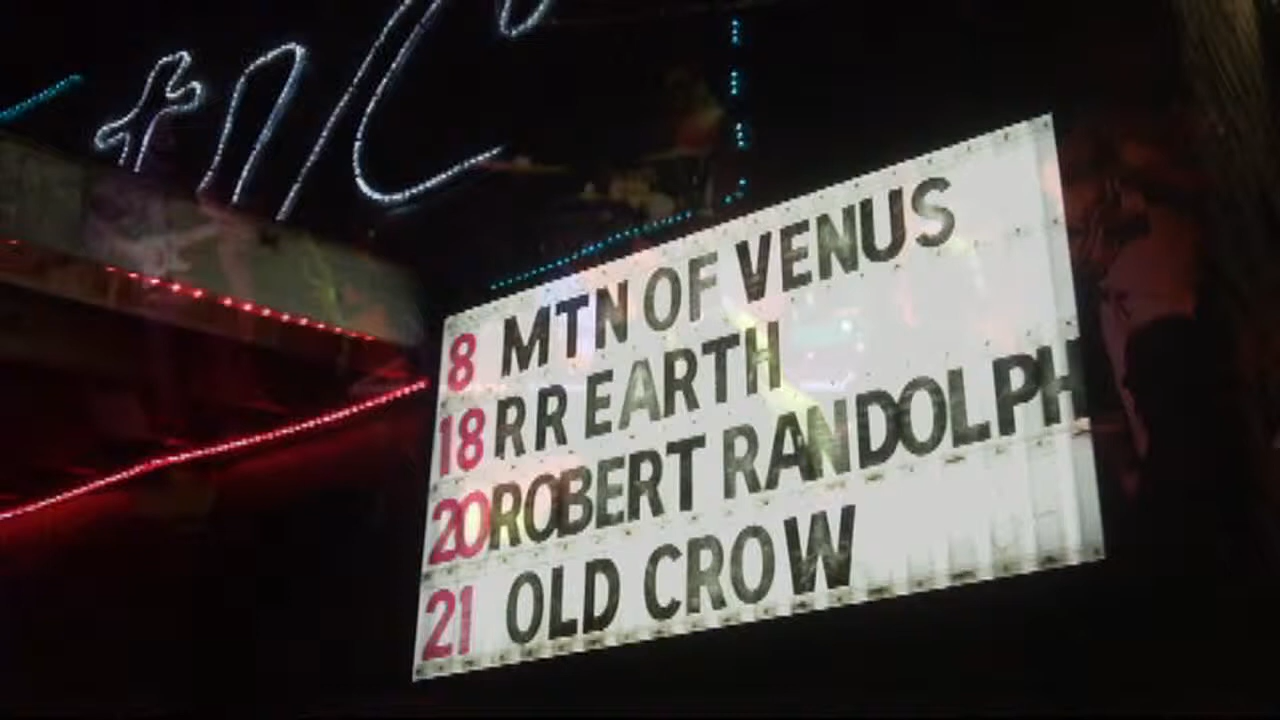 8 MTN OF VENUS
18 RR EARTH
20 ROBERT RANDOLPH
21 OLD CROW